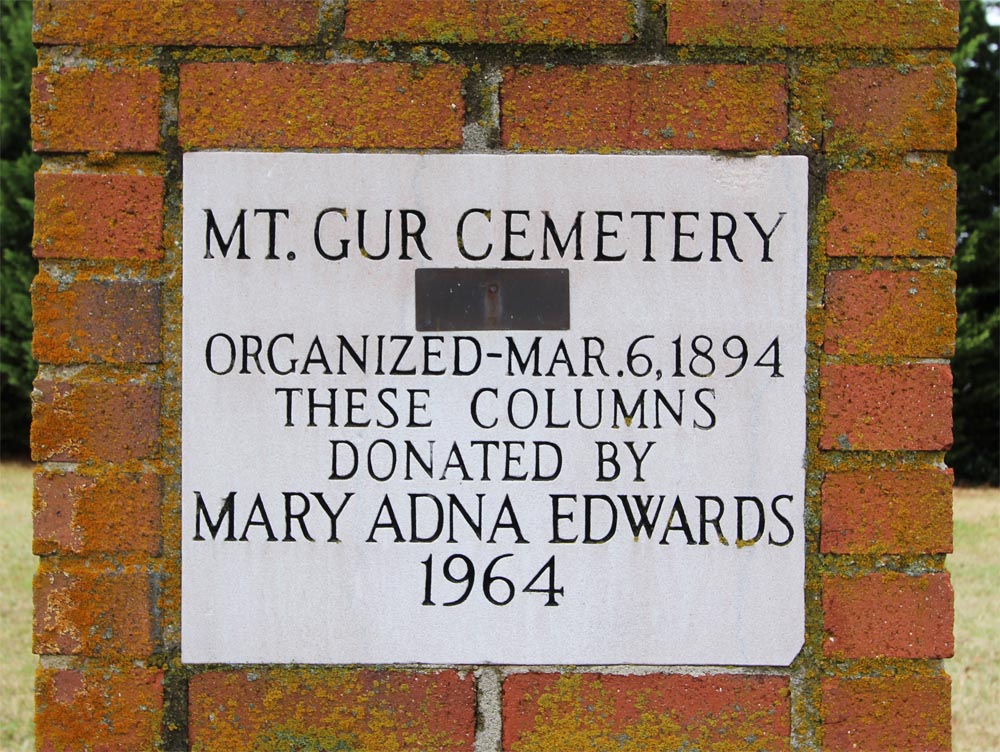 MT. GUR CEMETERY
ORGANIZED-MAR.6,1894
THESE COLUMNS
DONATED BY
MARY ADNA EDWARDS
1964